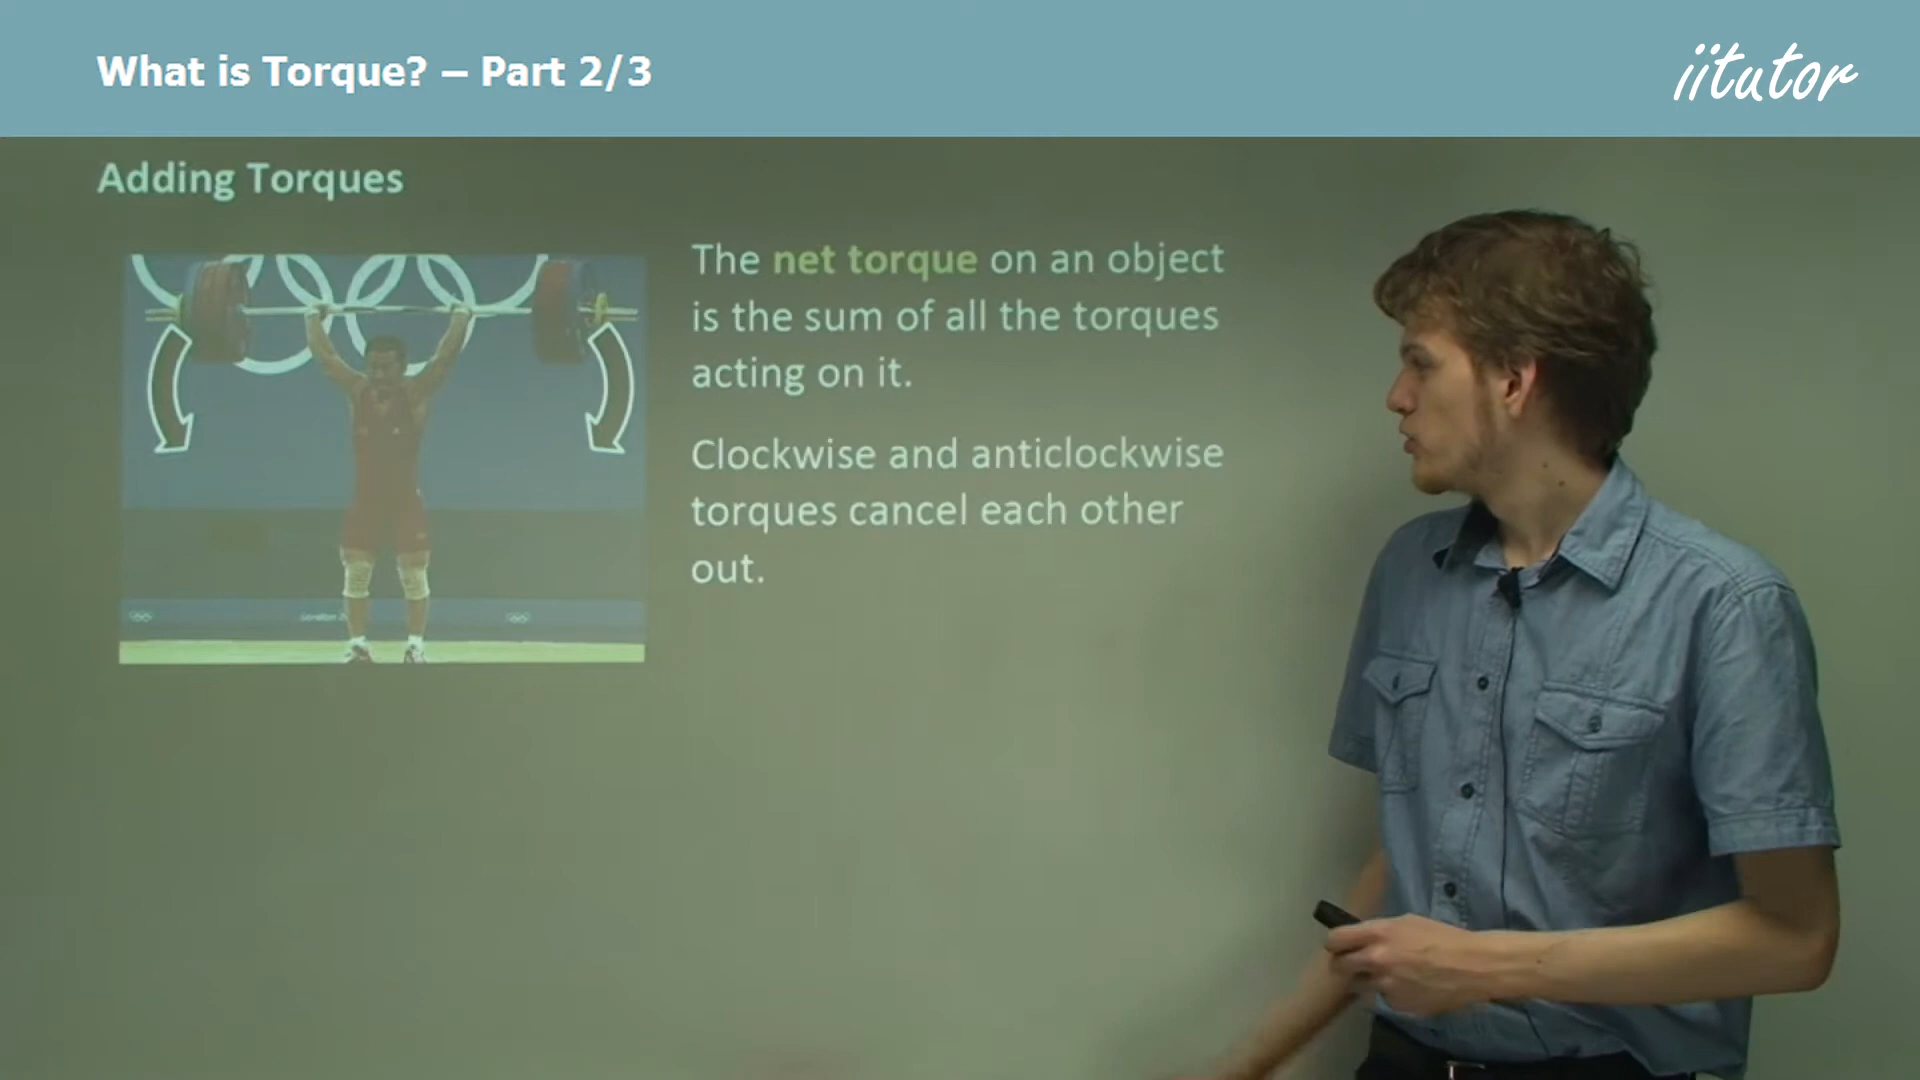 What is Torque? – Part 2/3
iitutor
Adding Torques
The net torque on an object
is the sum of all the torques
acting on it.
Clockwise and anticlockwise
torques cancel each other
out.